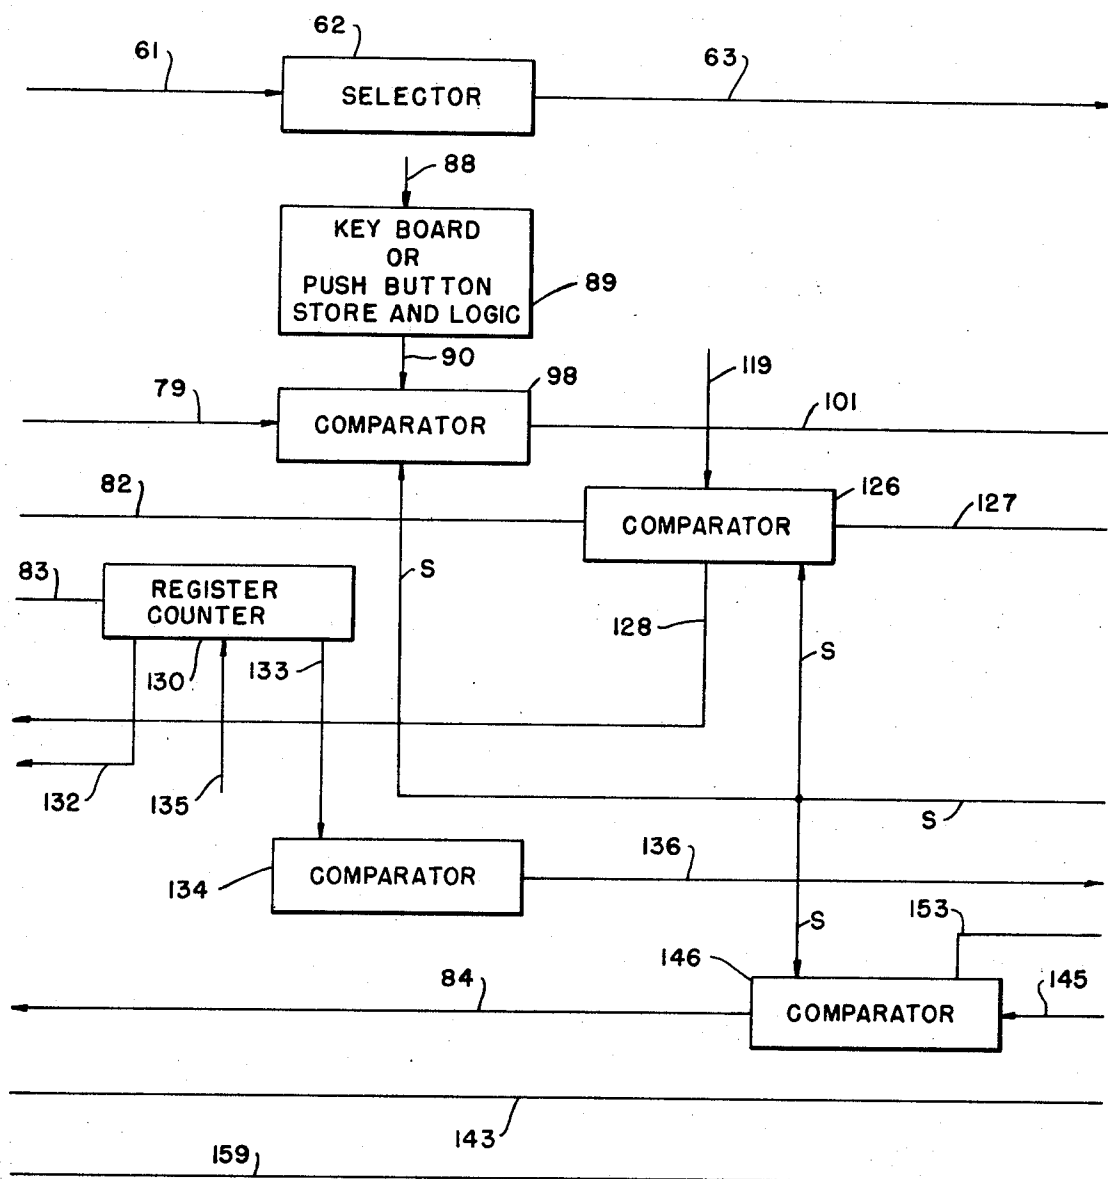 62
61
63
SELECTOR
88
KEY BOARD
OR
PUSH BUTTON
STORE AND LOGIC
89
90
119
98
79
101
COMPARATOR
82
126
127
COMPARATOR
83
S
REGISTER
COUNTER
128
S
130
133
132
135
S
136
134
COMPARATOR
153
S
146
84
145
COMPARATOR
143
159